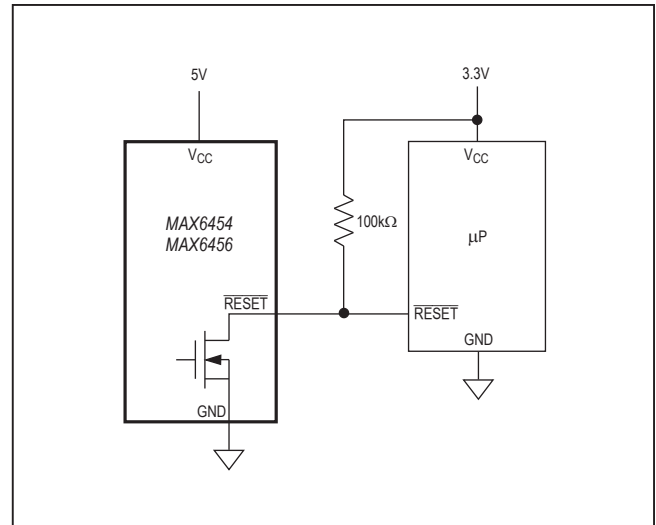 5V
3.3V
VCC
VCC
MAX6454
MAX6456
100kΩ
μP
RESET
RESET
GND
GND